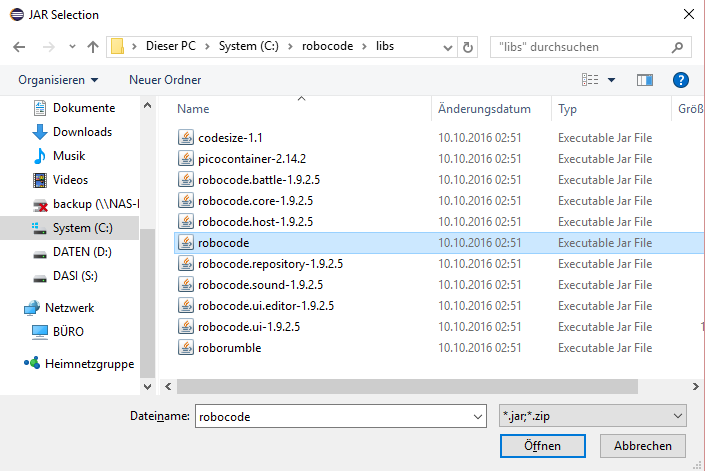 JAR Selection
Dieser PC System (C:) robocode libs "libs" durchsuchen
Organisieren Neuer Ordner
Name Änderungsdatum Typ Größ
Dokumente
Downloads
Musik
Videos
backup (\\NAS-
System (C:)
DATEN (D:)
DASI (S:)
Netzwerk
BÜRO
Heimnetzgruppe
codesize-1.1 10.10.2016 02:51 Executable Jar File
picocontainer-2.14.2 10.10.2016 02:51 Executable Jar File
robocode.battle-1.9.2.5 10.10.2016 02:51 Executable Jar File
robocode.core-1.9.2.5 10.10.2016 02:51 Executable Jar File
robocode.host-1.9.2.5 10.10.2016 02:51 Executable Jar File
robocode 10.10.2016 02:51 Executable Jar File
robocode.repository-1.9.2.5 10.10.2016 02:51 Executable Jar File
robocode.sound-1.9.2.5 10.10.2016 02:51 Executable Jar File
robocode.ui.editor-1.9.2.5 10.10.2016 02:51 Executable Jar File
robocode.ui-1.9.2.5 10.10.2016 02:51 Executable Jar File 1
roborumble 10.10.2016 02:51 Executable Jar File
Dateiname: robocode *.jar;*.zip
Öffnen Abbrechen